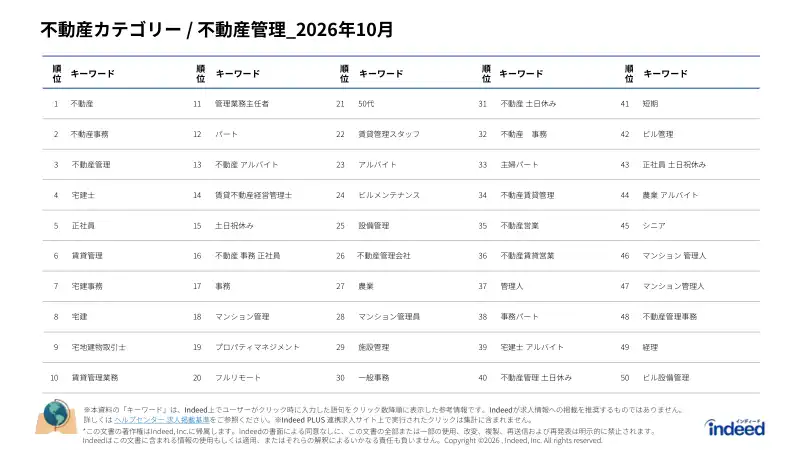 不動産カテゴリー / 不動産管理_2026年10月
順位 キーワード 順位 キーワード 順位 キーワード 順位 キーワード 順位 キーワード
1 不動産 11 管理業務主任者 21 50代 31 不動産 土日休み 41 短期
2 不動産事務 12 パート 22 賃貸管理スタッフ 32 不動産　事務 42 ビル管理
3 不動産管理 13 不動産 アルバイト 23 アルバイト 33 主婦パート 43 正社員 土日祝休み
4 宅建士 14 賃貸不動産経営管理士 24 ビルメンテナンス 34 不動産賃貸管理 44 農業 アルバイト
5 正社員 15 土日祝休み 25 設備管理 35 不動産営業 45 シニア
6 賃貸管理 16 不動産 事務 正社員 26 不動産管理会社 36 不動産賃貸営業 46 マンション 管理人
7 宅建事務 17 事務 27 農業 37 管理人 47 マンション管理人
8 宅建 18 マンション管理 28 マンション管理員 38 事務パート 48 不動産管理事務
9 宅地建物取引士 19 プロパティマネジメント 29 施設管理 39 宅建士 アルバイト 49 経理
10 賃貸管理業務 20 フルリモート 30 一般事務 40 不動産管理 土日休み 50 ビル設備管理
※本資料の「キーワード」は、Indeed上でユーザーがクリック時に入力した語句をクリック数降順に表示した参考情報です。Indeedが求人情報への掲載を推奨するものではありません。
詳しくは ヘルプセンター 求人掲載基準をご参照ください。※Indeed PLUS 連携求人サイト上で実行されたクリックは集計に含まれません。
*この文書の著作権はIndeed, Inc.に帰属します。Indeedの書面による同意なしに、この文書の全部または一部の使用、改変、複製、再送信および再発表は明示的に禁止されます。
Indeedはこの文書に含まれる情報の使用もしくは適用、またはそれらの解釈によるいかなる責任も負いません。Copyright ©2026 , Indeed, Inc. All rights reserved.
インディード
indeed